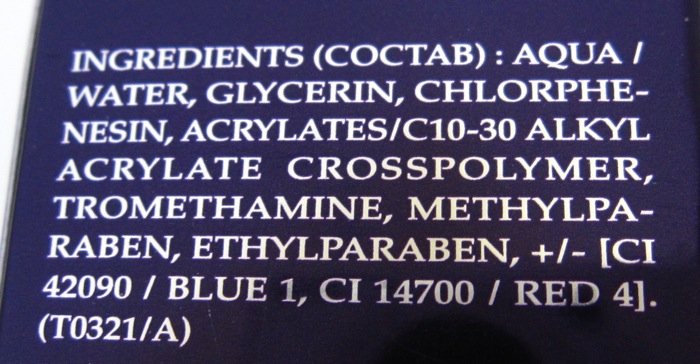 INGREDIENTS (COCTAB) : AQUA /
WATER, GLYCERIN, CHLORPHE-
NESIN, ACRYLATES/C10-30 ALKYL
ACRYLATE CROSSPOLYMER,
TROMETHAMINE, METHYLPA-
RABEN, ETHYLPARABEN, +/- [CI
42090 / BLUE 1, CI 14700 / RED 4].
(T0321/A)